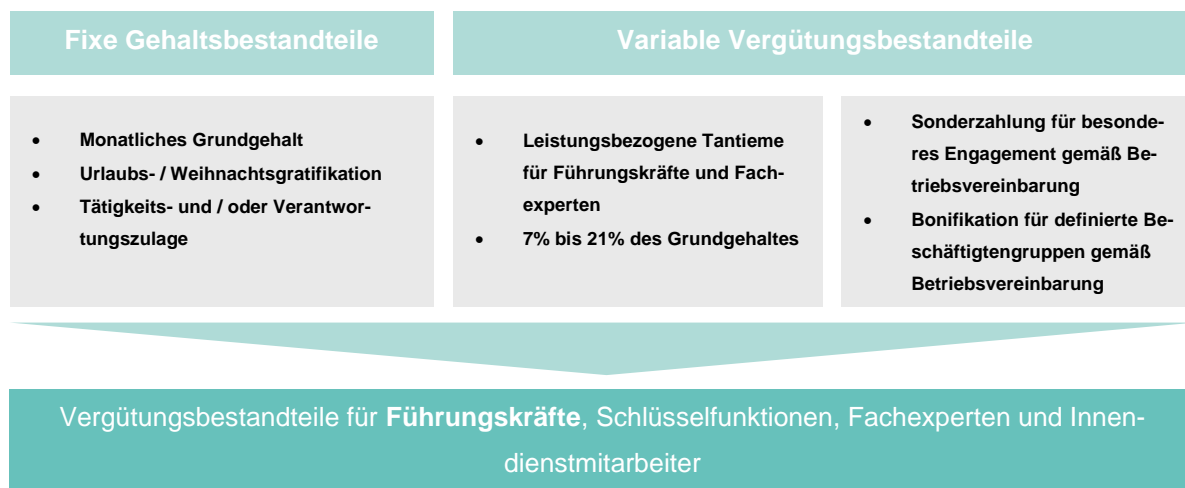 Fixe Gehaltsbestandteile
Variable Vergütungsbestandteile
• Monatliches Grundgehalt
• Urlaubs- / Weihnachtsgratifikation
• Tätigkeits- und / oder Verantwor-
tungszulage
• Leistungsbezogene Tantieme
für Führungskräfte und Fach-
experten
• 7% bis 21% des Grundgehaltes
• Sonderzahlung für besonde-
res Engagement gemäß Be-
triebsvereinbarung
• Bonifikation für definierte Be-
schäftigtengruppen gemäß
Betriebsvereinbarung
Vergütungsbestandteile für Führungskräfte, Schlüsselfunktionen, Fachexperten und Innen-
dienstmitarbeiter